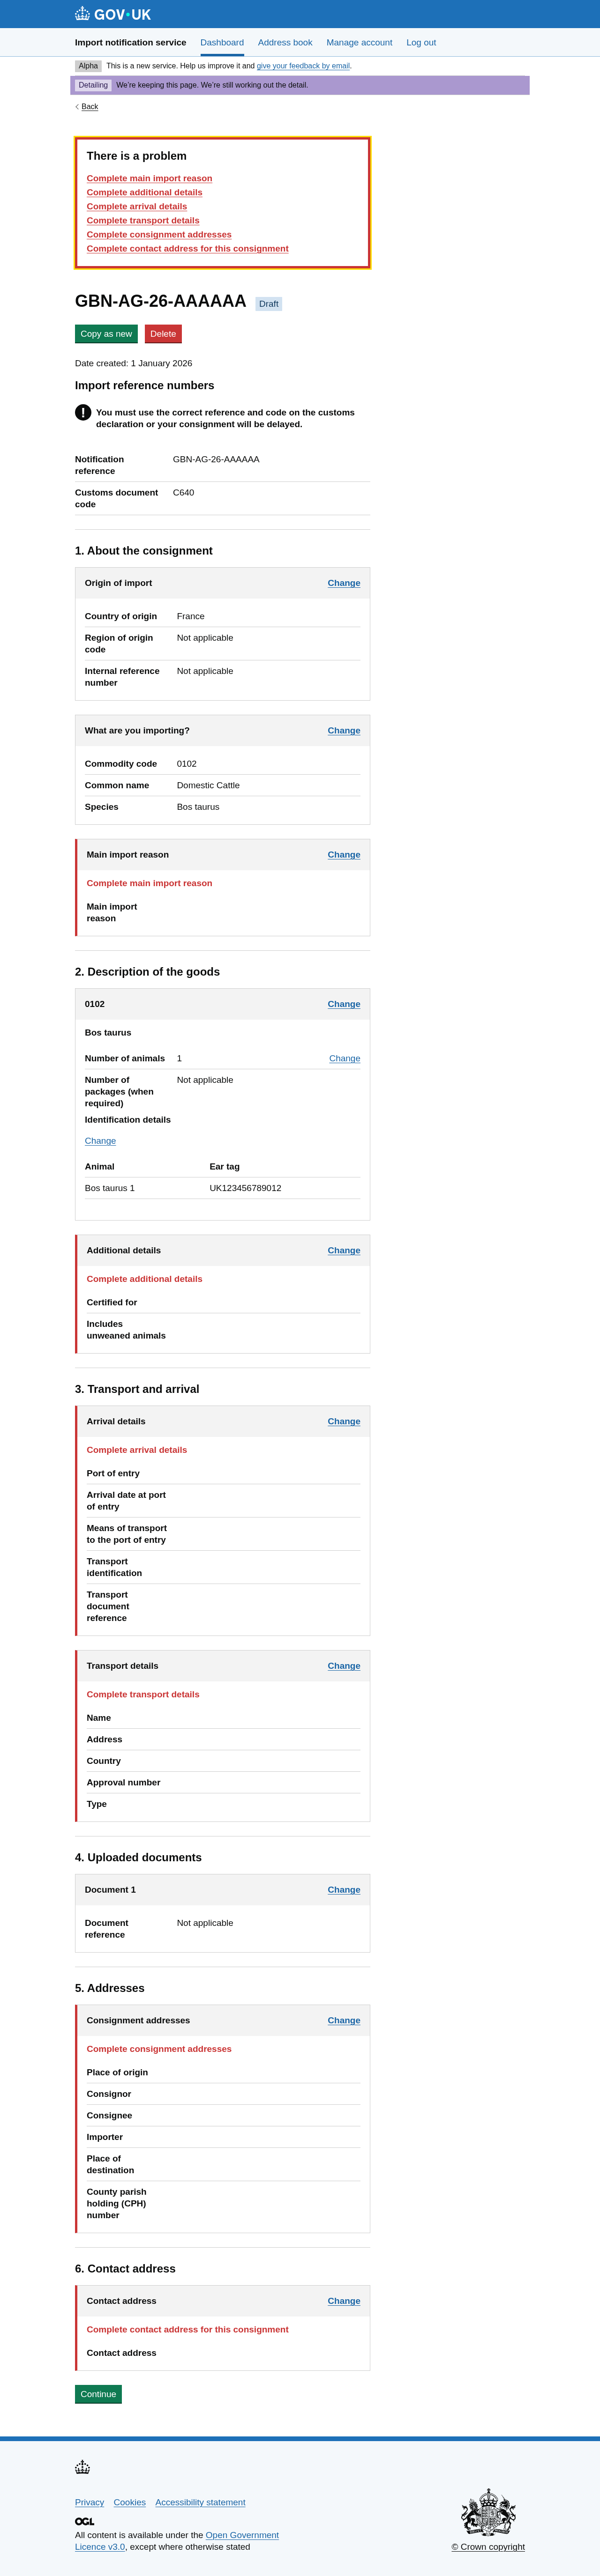 GOV•UK
Import notification service Dashboard Address book Manage account Log out
Alpha This is a new service. Help us improve it and give your feedback by email.
Detailing We're keeping this page. We're still working out the detail.
Back
There is a problem
Complete main import reason
Complete additional details
Complete arrival details
Complete transport details
Complete consignment addresses
Complete contact address for this consignment
GBN-AG-26-AAAAAA Draft
Copy as new Delete
Date created: 1 January 2026
Import reference numbers
! You must use the correct reference and code on the customs
declaration or your consignment will be delayed.
Notification GBN-AG-26-AAAAAA
reference
Customs document C640
code
1. About the consignment
Origin of import Change
Country of origin France
Region of origin Not applicable
code
Internal reference Not applicable
number
What are you importing? Change
Commodity code 0102
Common name Domestic Cattle
Species Bos taurus
Main import reason Change
Complete main import reason
Main import
reason
2. Description of the goods
0102 Change
Bos taurus
Number of animals 1 Change
Number of Not applicable
packages (when
required)
Identification details
Change
Animal Ear tag
Bos taurus 1 UK123456789012
Additional details Change
Complete additional details
Certified for
Includes
unweaned animals
3. Transport and arrival
Arrival details Change
Complete arrival details
Port of entry
Arrival date at port
of entry
Means of transport
to the port of entry
Transport
identification
Transport
document
reference
Transport details Change
Complete transport details
Name
Address
Country
Approval number
Type
4. Uploaded documents
Document 1 Change
Document Not applicable
reference
5. Addresses
Consignment addresses Change
Complete consignment addresses
Place of origin
Consignor
Consignee
Importer
Place of
destination
County parish
holding (CPH)
number
6. Contact address
Contact address Change
Complete contact address for this consignment
Contact address
Continue
Privacy Cookies Accessibility statement
OGL
All content is available under the Open Government
Licence v3.0, except where otherwise stated
© Crown copyright